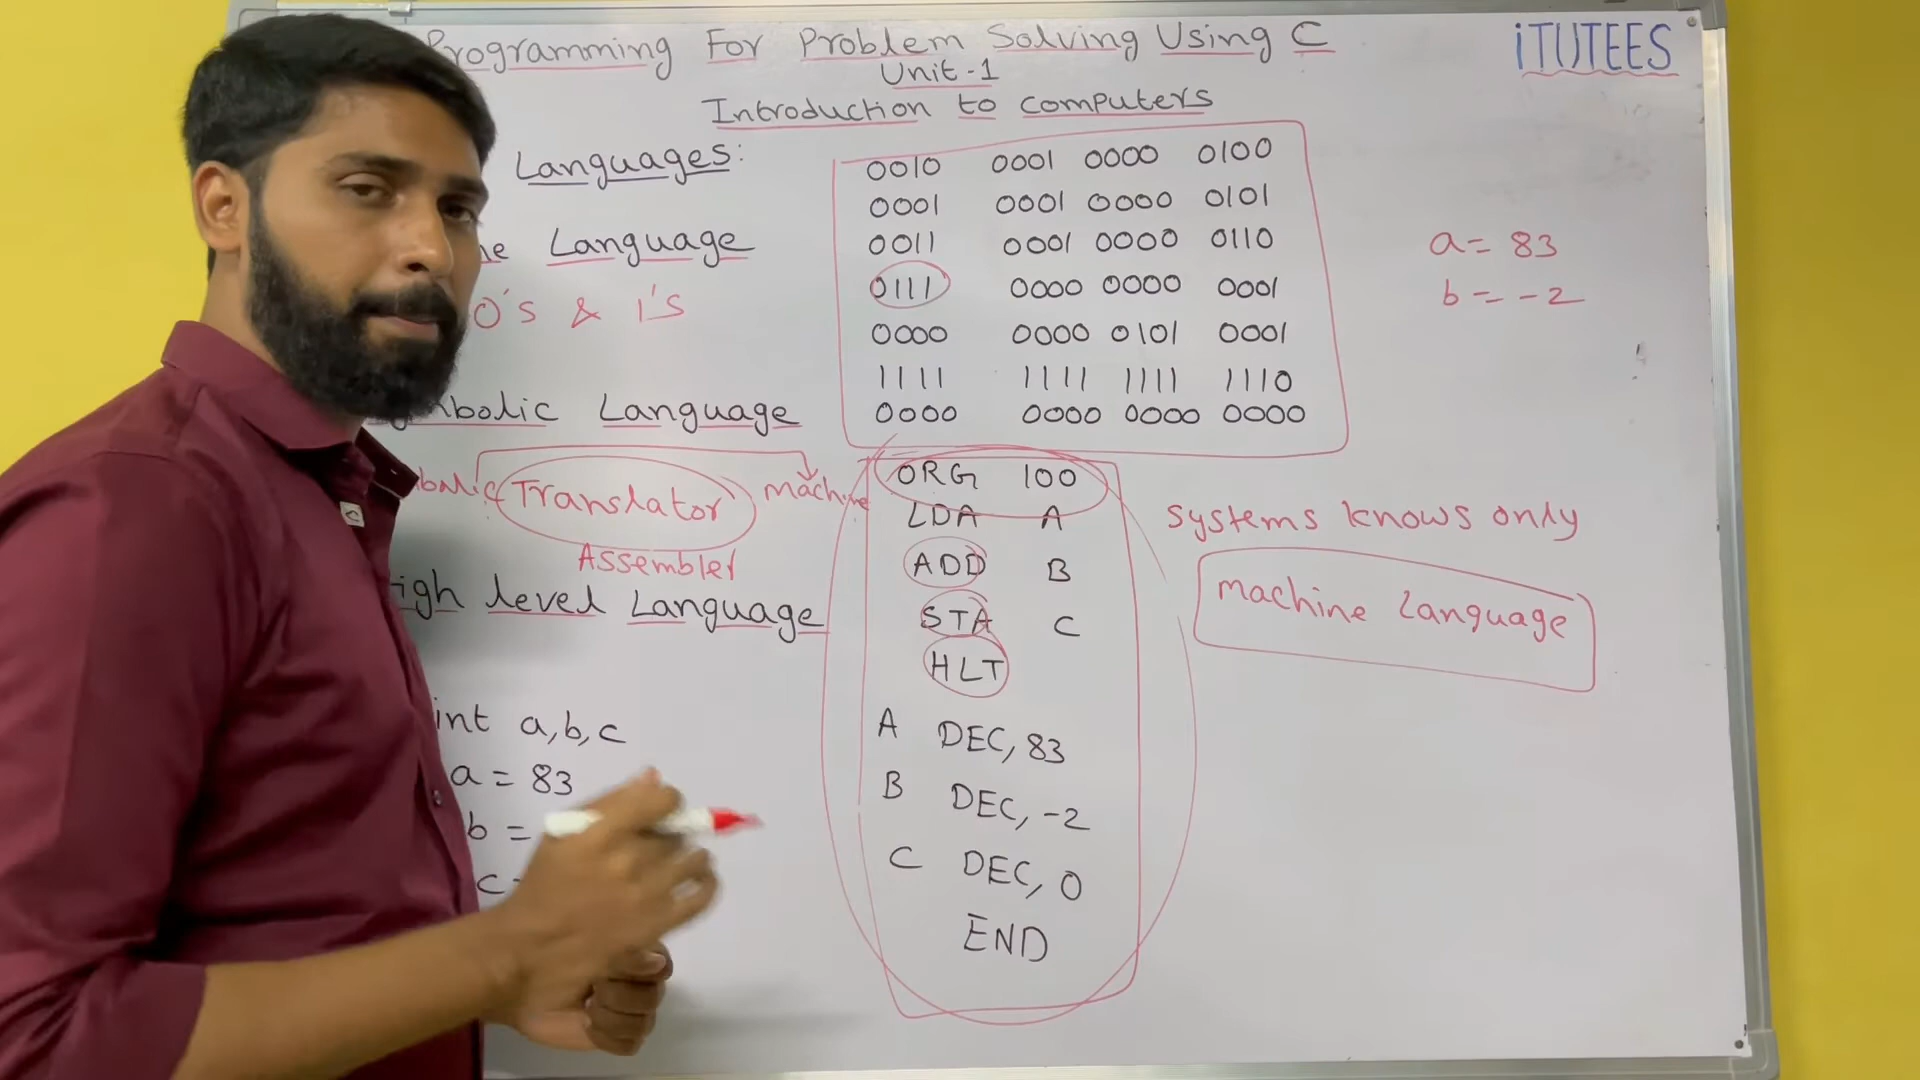 Programming For Problem Solving Using C
iTUTEES
Unit-1
Introduction to computers
Languages:
Language
0's & 1's
Language
Translator machine
Assembler
level Language
int a,b,c
a = 83
b =
c
0010 0001 0000 0100
0001 0001 0000 0101
0011 0001 0000 0110
0111 0000 0000 0001
0000 0000 0101 0001
1111 1111 1111 1110
0000 0000 0000 0000
ORG 100
LDA A
ADD B
STA C
HLT
A DEC, 83
B DEC, -2
C DEC, 0
END
a= 83
b = -2
systems knows only
machine Language